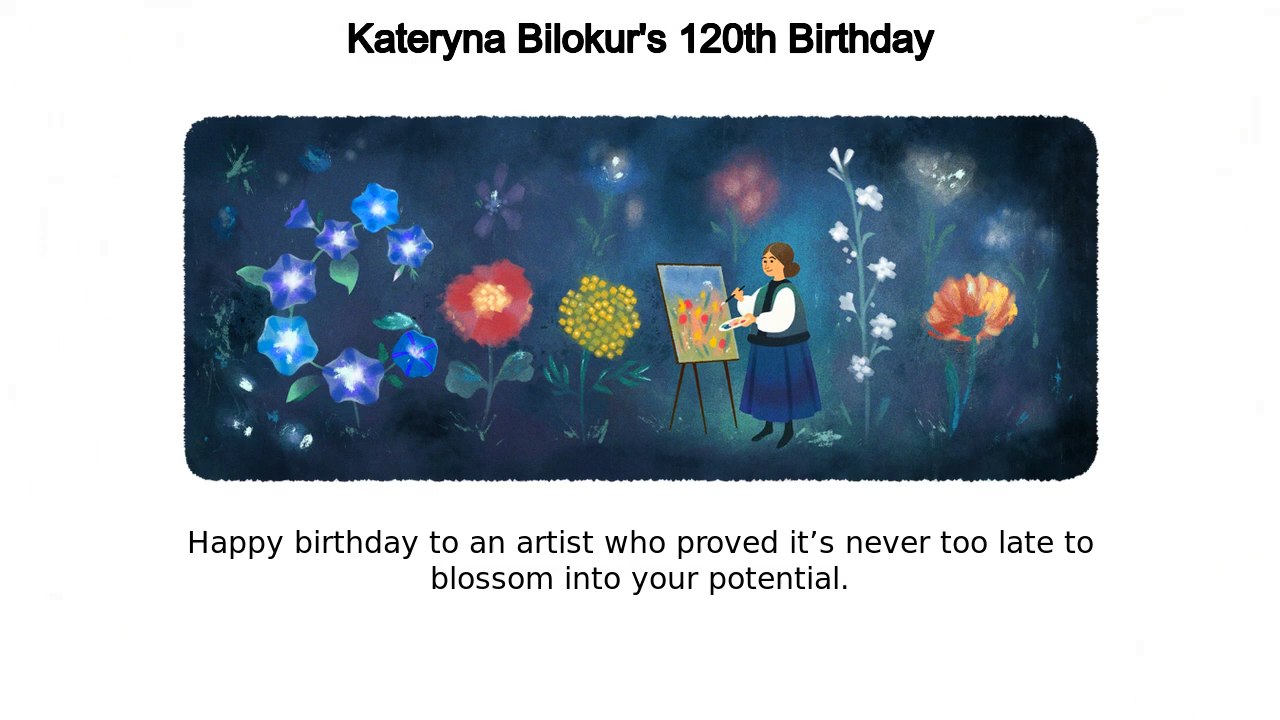 Kateryna Bilokur's 120th Birthday
Happy birthday to an artist who proved it’s never too late to
blossom into your potential.